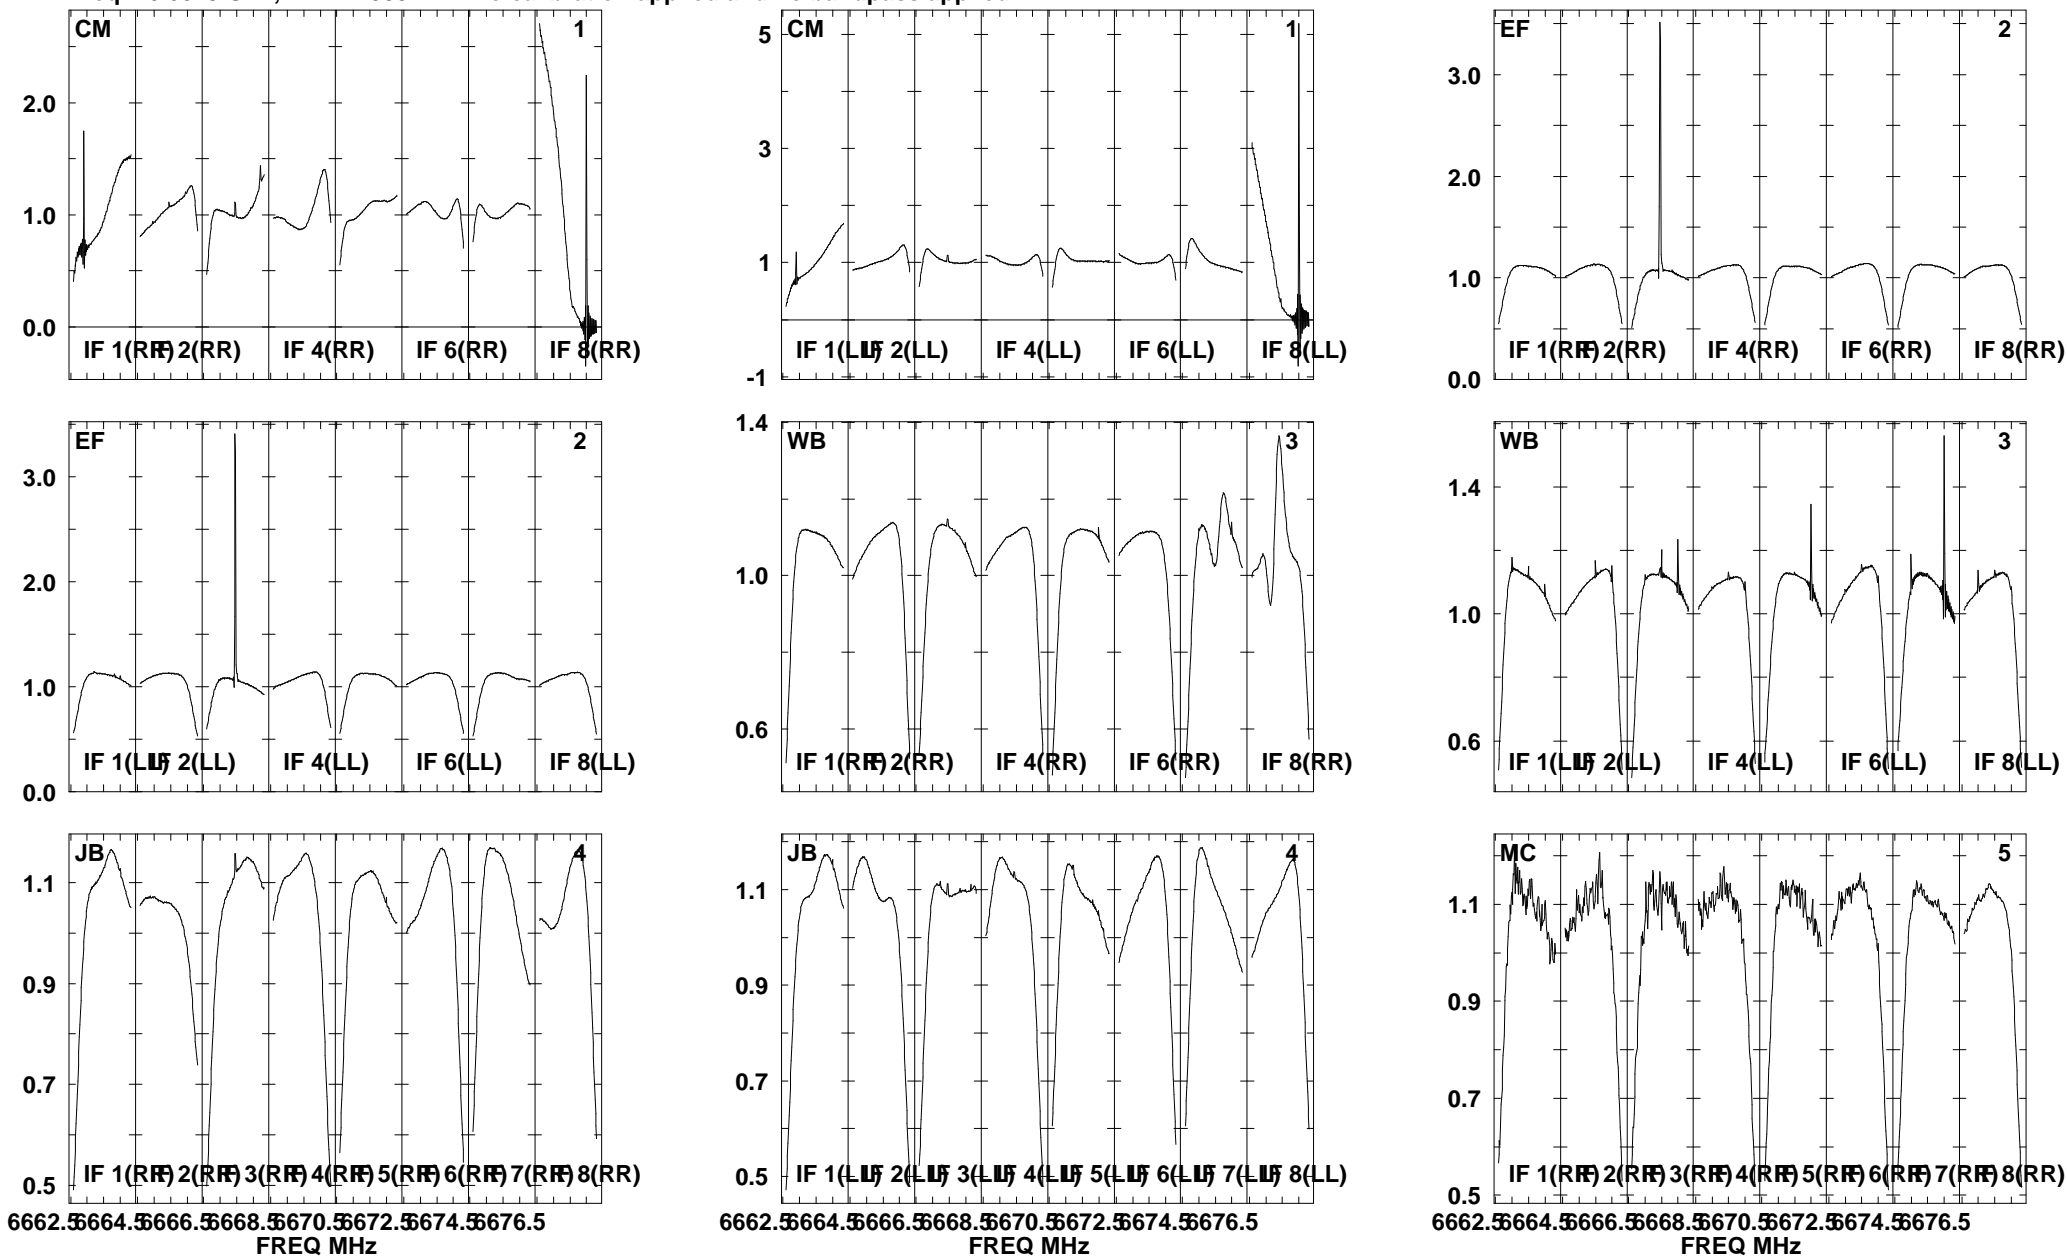 CM 1
CM 1
EF 2
2.0
1.0
0.0
IF 1(RR) IF 2(RR) IF 4(RR) IF 6(RR) IF 8(RR)
5
3
1
-1
IF 1(LL) IF 2(LL) IF 4(LL) IF 6(LL) IF 8(LL)
3.0
2.0
1.0
0.0
IF 1(RR) IF 2(RR) IF 4(RR) IF 6(RR) IF 8(RR)
EF 2
WB 3
WB 3
3.0
2.0
1.0
0.0
IF 1(LL) IF 2(LL) IF 4(LL) IF 6(LL) IF 8(LL)
1.4
1.0
0.6
IF 1(RR) IF 2(RR) IF 4(RR) IF 6(RR) IF 8(RR)
1.4
1.0
0.6
IF 1(LL) IF 2(LL) IF 4(LL) IF 6(LL) IF 8(LL)
JB 4
JB 4
MC 5
1.1
0.9
0.7
0.5
IF 1(RR) IF 2(RR) IF 3(RR) IF 4(RR) IF 5(RR) IF 6(RR) IF 7(RR) IF 8(RR)
6662.5 6664.5 6666.5 6668.5 6670.5 6672.5 6674.5 6676.5
FREQ MHz
1.1
0.9
0.7
0.5
IF 1(LL) IF 2(LL) IF 3(LL) IF 4(LL) IF 5(LL) IF 6(LL) IF 7(LL) IF 8(LL)
6662.5 6664.5 6666.5 6668.5 6670.5 6672.5 6674.5 6676.5
FREQ MHz
1.1
0.9
0.7
0.5
IF 1(RR) IF 2(RR) IF 3(RR) IF 4(RR) IF 5(RR) IF 6(RR) IF 7(RR) IF 8(RR)
6662.5 6664.5 6666.5 6668.5 6670.5 6672.5 6674.5 6676.5
FREQ MHz